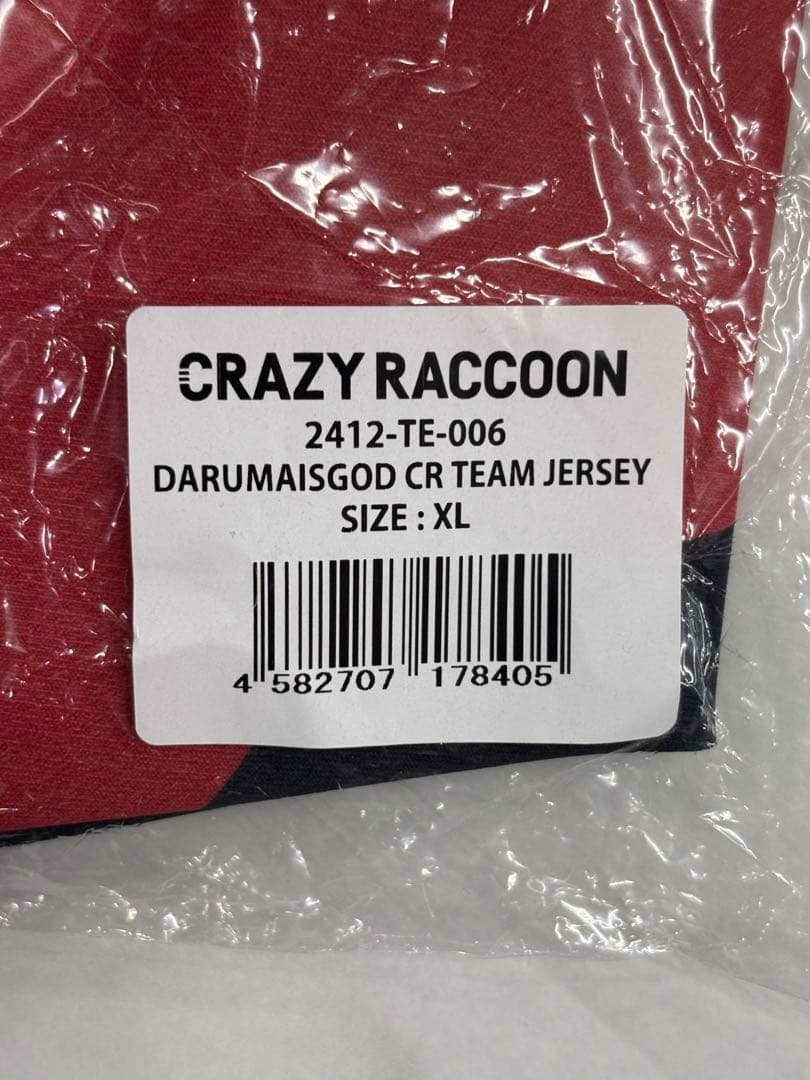 CRAZY RACCOON
2412-TE-006
DARUMAISGOD CR TEAM JERSEY
SIZE : XL
4 582707 178405